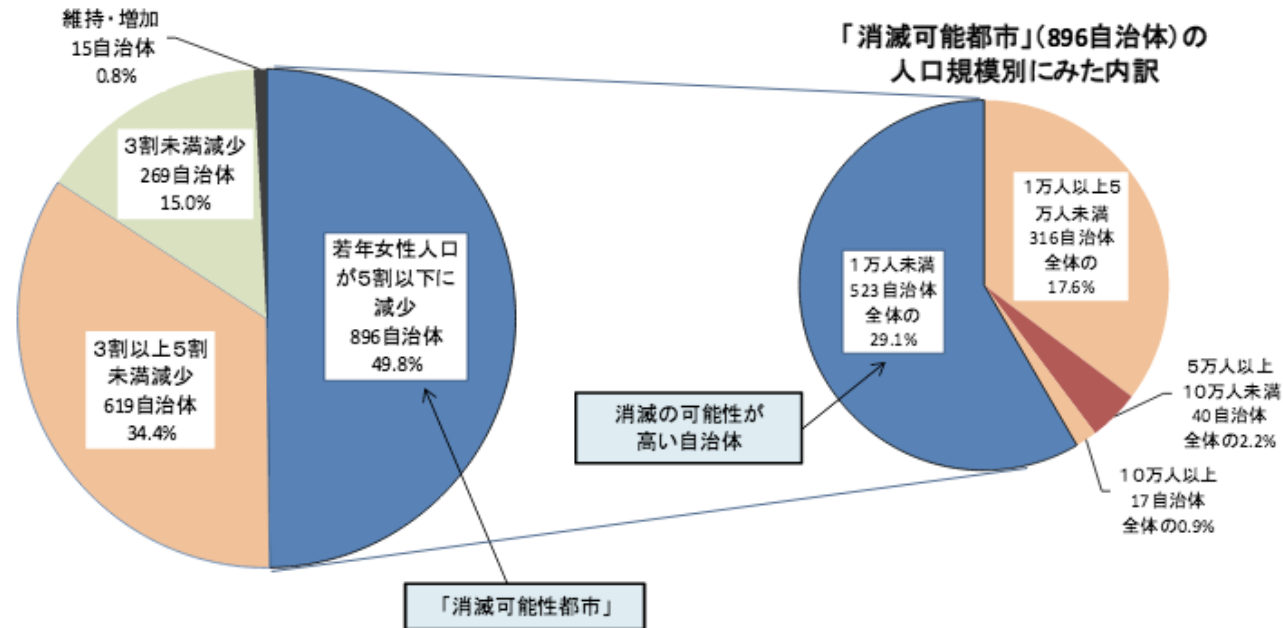 維持・増加
15自治体
0.8%
3割未満減少
269自治体
15.0%
3割以上5割
未満減少
619自治体
34.4%
若年女性人口
が5割以下に
減少
896自治体
49.8%
「消滅可能性都市」
「消滅可能都市」(896自治体)の
人口規模別にみた内訳
1万人未満
523自治体
全体の
29.1%
消滅の可能性が
高い自治体
1万人以上5
万人未満
316自治体
全体の
17.6%
5万人以上
10万人未満
40自治体
全体の2.2%
10万人以上
17自治体
全体の0.9%